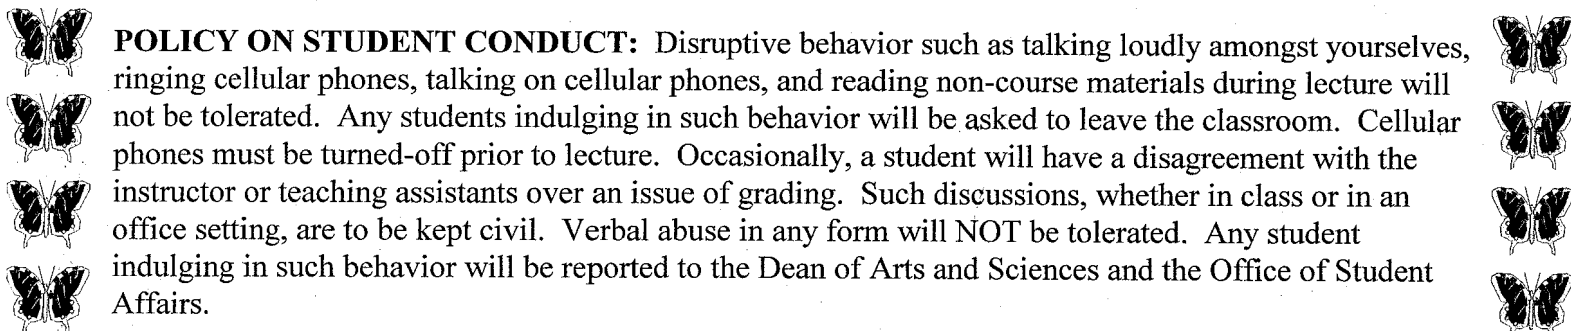 POLICY ON STUDENT CONDUCT: Disruptive behavior such as talking loudly amongst yourselves,
ringing cellular phones, talking on cellular phones, and reading non-course materials during lecture will
not be tolerated. Any students indulging in such behavior will be asked to leave the classroom. Cellular
phones must be turned-off prior to lecture. Occasionally, a student will have a disagreement with the
instructor or teaching assistants over an issue of grading. Such discussions, whether in class or in an
office setting, are to be kept civil. Verbal abuse in any form will NOT be tolerated. Any student
indulging in such behavior will be reported to the Dean of Arts and Sciences and the Office of Student
Affairs.